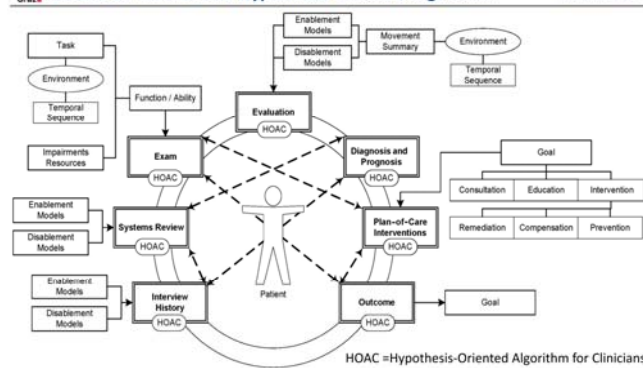 Enablement
Models
Disablement
Models
Movement
Summary
Environment
Temporal
Sequence
Task
Environment
Temporal
Sequence
Impairments
Resources
Function / Ability
Evaluation
HOAC
Exam
HOAC
Diagnosis and
Prognosis
HOAC
Goal
Consultation
Education
Intervention
Remediation
Compensation
Prevention
Enablement
Models
Disablement
Models
Systems Review
HOAC
Plan-of-Care
Interventions
HOAC
Enablement
Models
Disablement
Models
Interview
History
HOAC
Patient
Outcome
HOAC
Goal
HOAC =Hypothesis-Oriented Algorithm for Clinicians